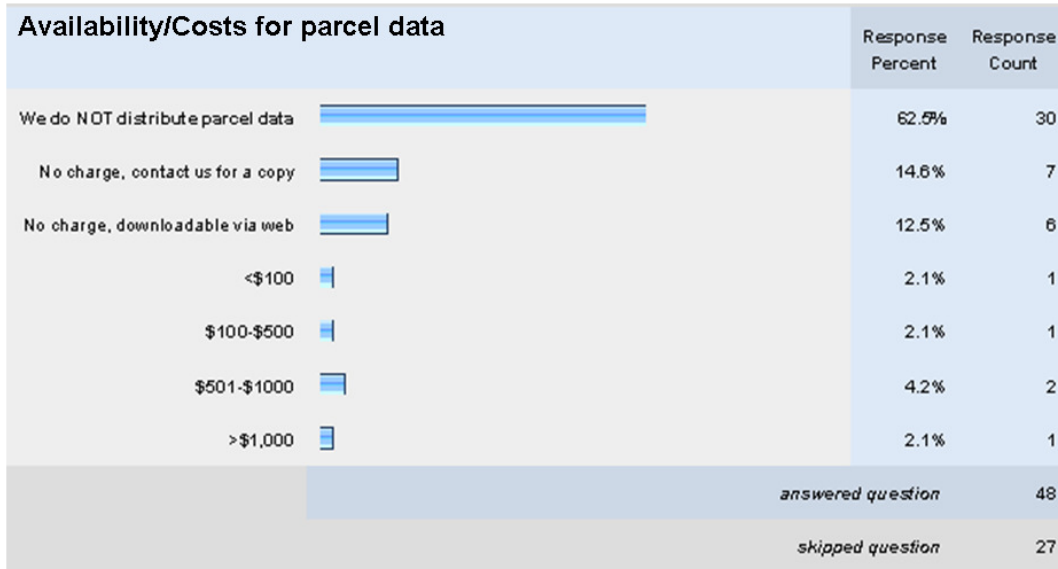 Availability/Costs for parcel data
Response Percent
Response Count
We do NOT distribute parcel data 62.5% 30
No charge, contact us for a copy 14.6% 7
No charge, downloadable via web 12.5% 6
<$100 2.1% 1
$100-$500 2.1% 1
$501-$1000 4.2% 2
>$1,000 2.1% 1
answered question 48
skipped question 27